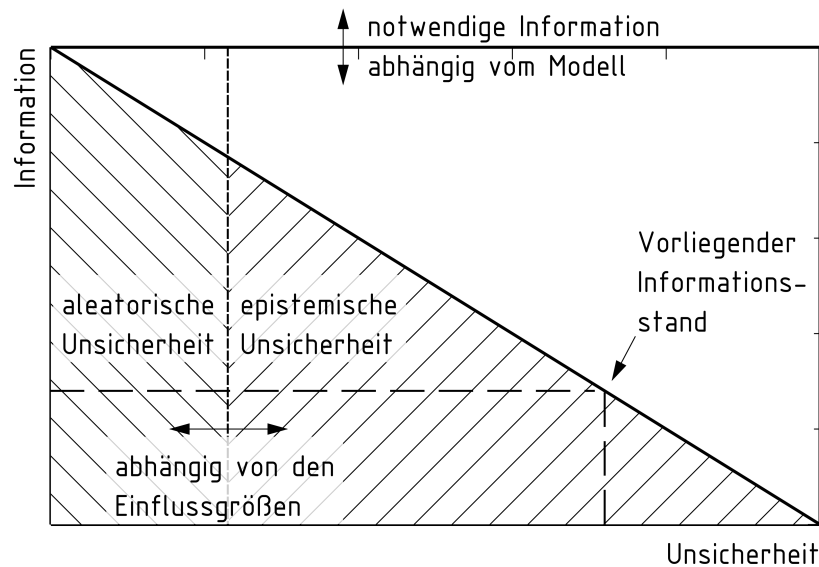 notwendige Information
abhängig vom Modell
Information
Vorliegender
Informations-
stand
aleatorische
Unsicherheit
epistemische
Unsicherheit
abhängig von den
Einflussgrößen
Unsicherheit